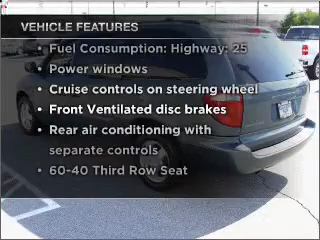 VEHICLE FEATURES
• Fuel Consumption: Highway: 25
• Power windows
• Cruise controls on steering wheel
• Front Ventilated disc brakes
• Rear air conditioning with
separate controls
• 60-40 Third Row Seat